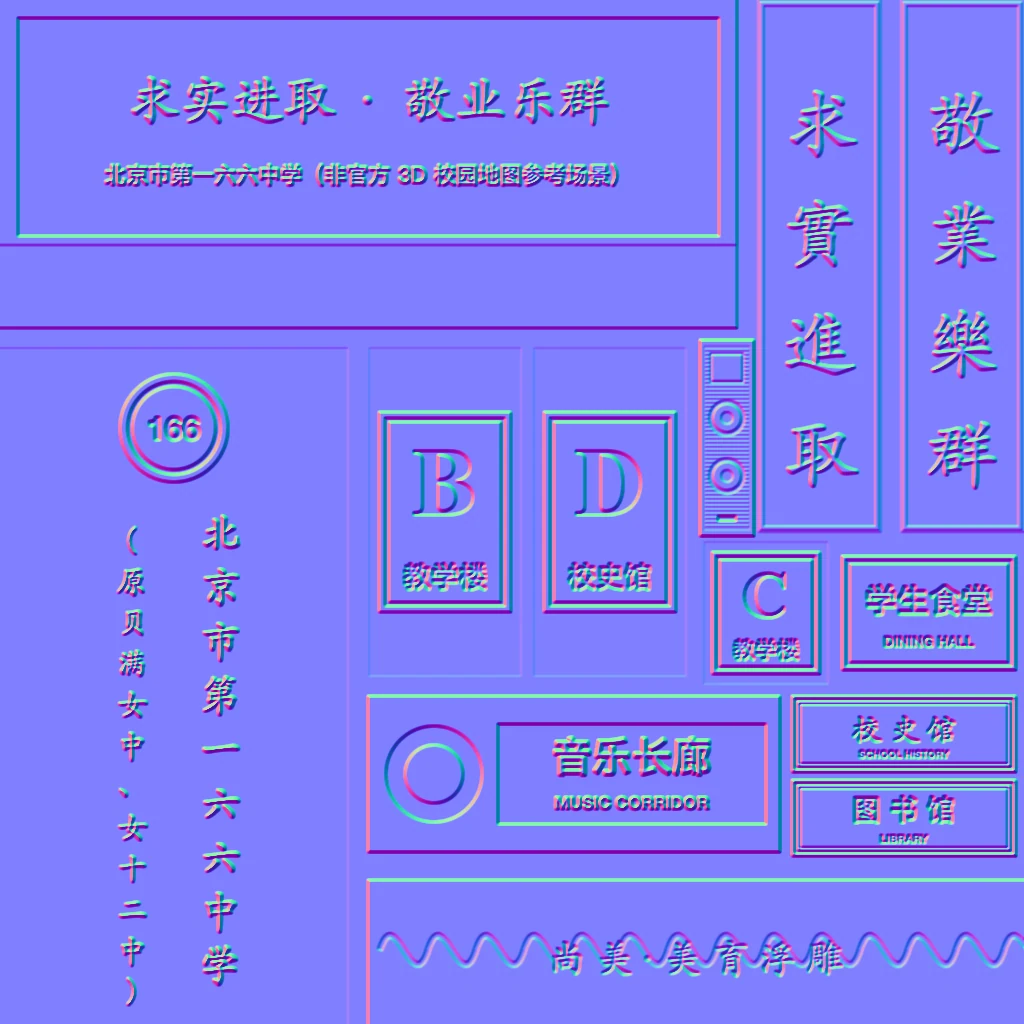 求实进取 · 敬业乐群
北京市第一六六中学（非官方 3D 校园地图参考场景）
求實進取
敬業樂群
166
北京市第一六六中学
（原贝满女中、女十二中）
B
教学楼
D
校史馆
C
教学楼
学生食堂
DINING HALL
音乐长廊
MUSIC CORRIDOR
校史馆
SCHOOL HISTORY
图书馆
LIBRARY
尚美·美育浮雕